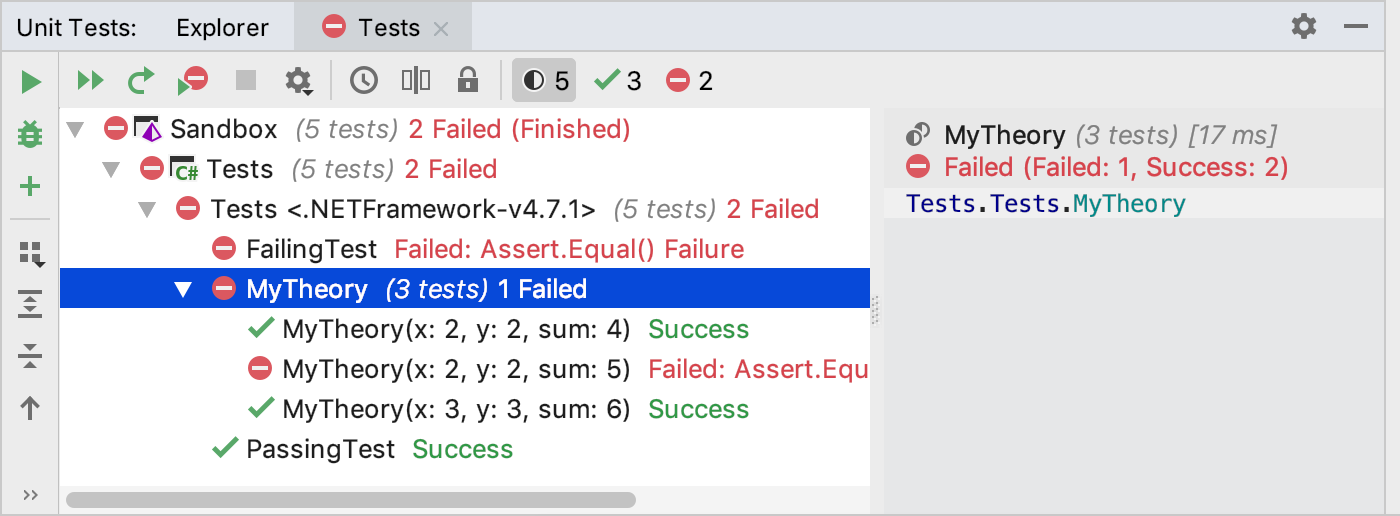 Unit Tests: Explorer Tests
5 3 2
Sandbox (5 tests) 2 Failed (Finished)
C# Tests (5 tests) 2 Failed
Tests <.NETFramework-v4.7.1> (5 tests) 2 Failed
FailingTest Failed: Assert.Equal() Failure
MyTheory (3 tests) 1 Failed
MyTheory(x: 2, y: 2, sum: 4) Success
MyTheory(x: 2, y: 2, sum: 5) Failed: Assert.Equ
MyTheory(x: 3, y: 3, sum: 6) Success
PassingTest Success
MyTheory (3 tests) [17 ms]
Failed (Failed: 1, Success: 2)
Tests.Tests.MyTheory